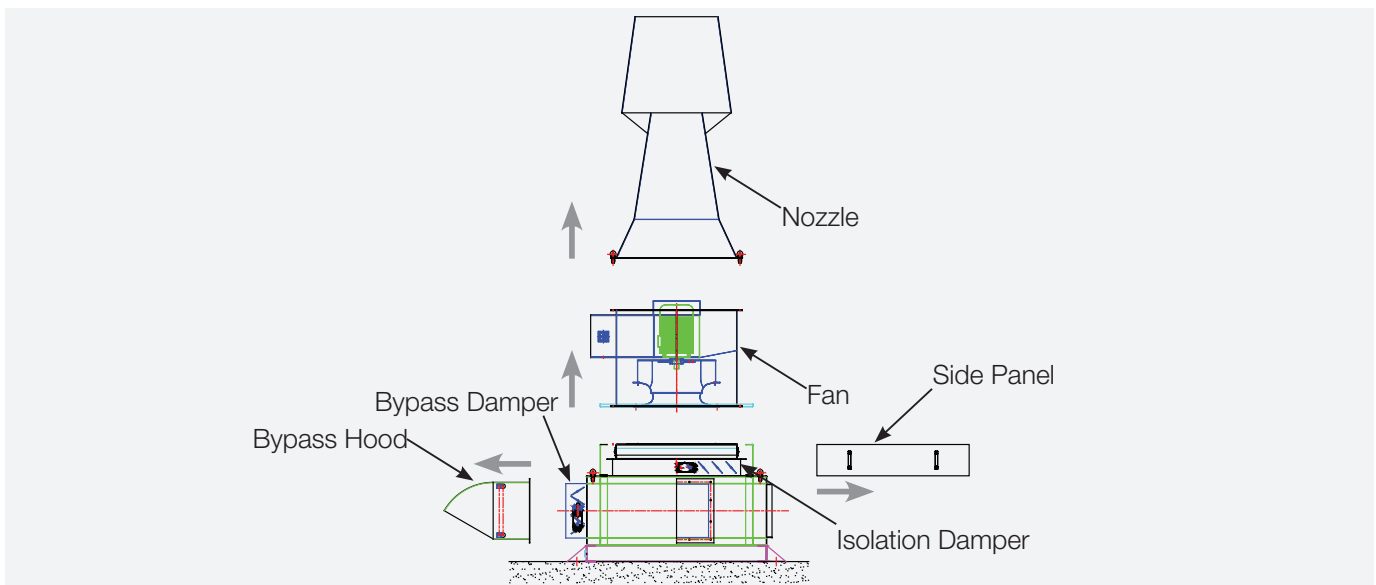 Nozzle
Fan
Side Panel
Bypass Damper
Bypass Hood
Isolation Damper